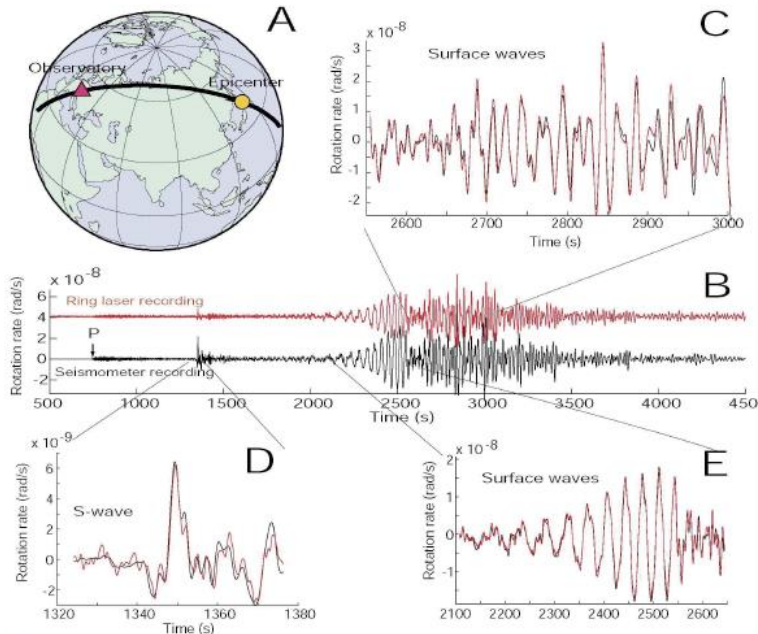 A
Observatory
Epicenter
C
x 10⁻⁸
Surface waves
Rotation rate (rad/s)
3
2
1
0
-1
-2
2600 2700 2800 2900 3000
Time (s)
B
x 10⁻⁸
Ring laser recording
P
Seismometer recording
Rotation rate (rad/s)
6
4
2
0
-2
500 1000 1500 2000 2500 3000 3500 4000 450
Time (s)
D
x 10⁻⁹
S-wave
Rotation rate (rad/s)
6
4
2
0
-2
1320 1340 1360 1380
Time (s)
E
x 10⁻⁸
Surface waves
Rotation rate (rad/s)
2
1
0
-1
2100 2200 2300 2400 2500 2600